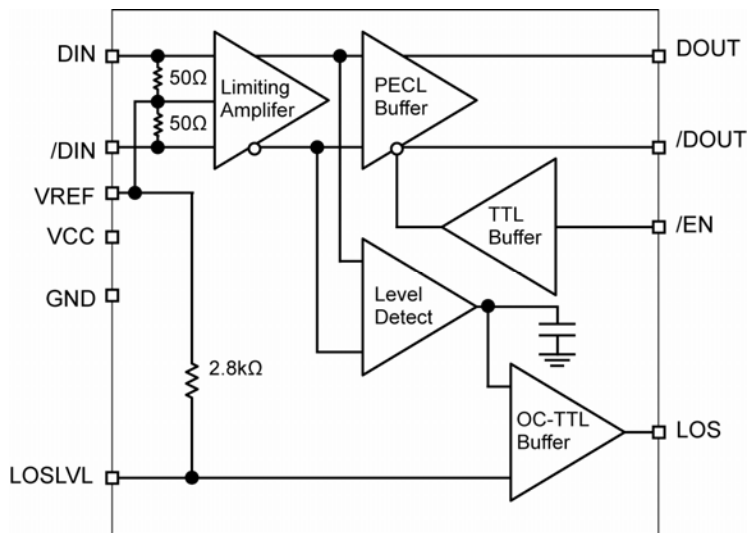 DIN
50Ω
50Ω
/DIN
VREF
VCC
GND
2.8kΩ
LOSLVL
Limiting
Amplifer
PECL
Buffer
DOUT
/DOUT
TTL
Buffer
/EN
Level
Detect
OC-TTL
Buffer
LOS